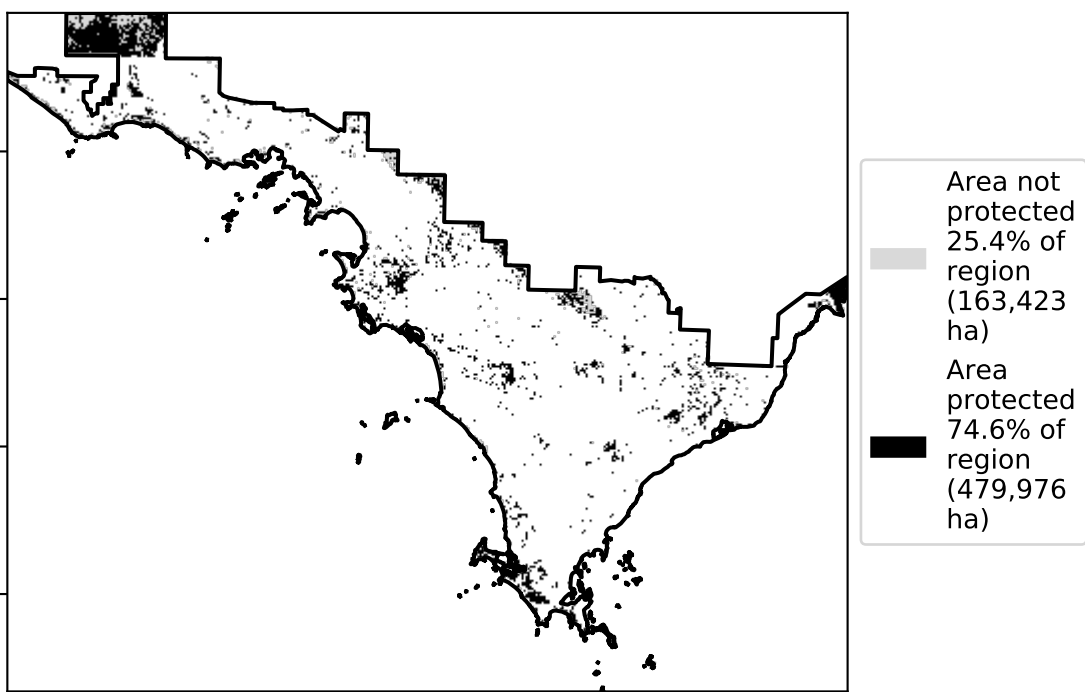 Area not
protected
25.4% of
region
(163,423
ha)
Area
protected
74.6% of
region
(479,976
ha)